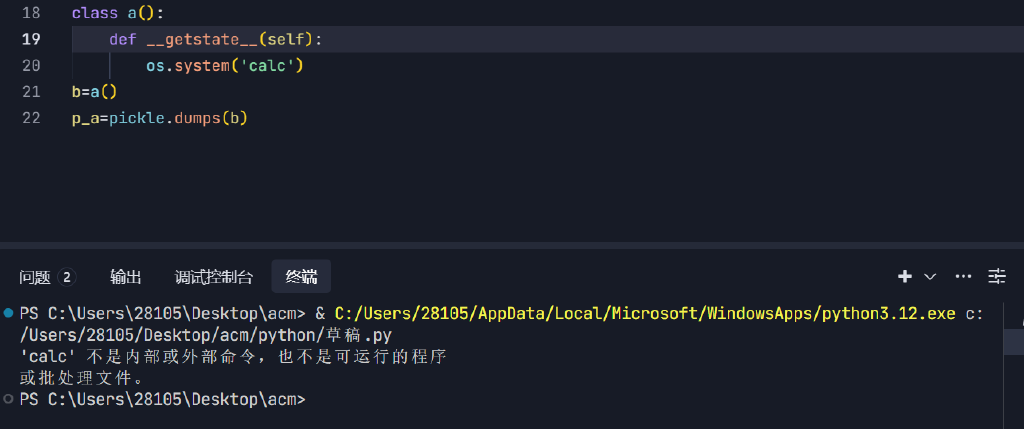 18 class a():
19 def __getstate__(self):
20 os.system('calc')
21 b=a()
22 p_a=pickle.dumps(b)
问题 2 输出 调试控制台 终端
PS C:\Users\28105\Desktop\acm> & C:/Users/28105/AppData/Local/Microsoft/WindowsApps/python3.12.exe c:
/Users/28105/Desktop/acm/python/草稿.py
'calc' 不是内部或外部命令，也不是可运行的程序
或批处理文件。
PS C:\Users\28105\Desktop\acm>